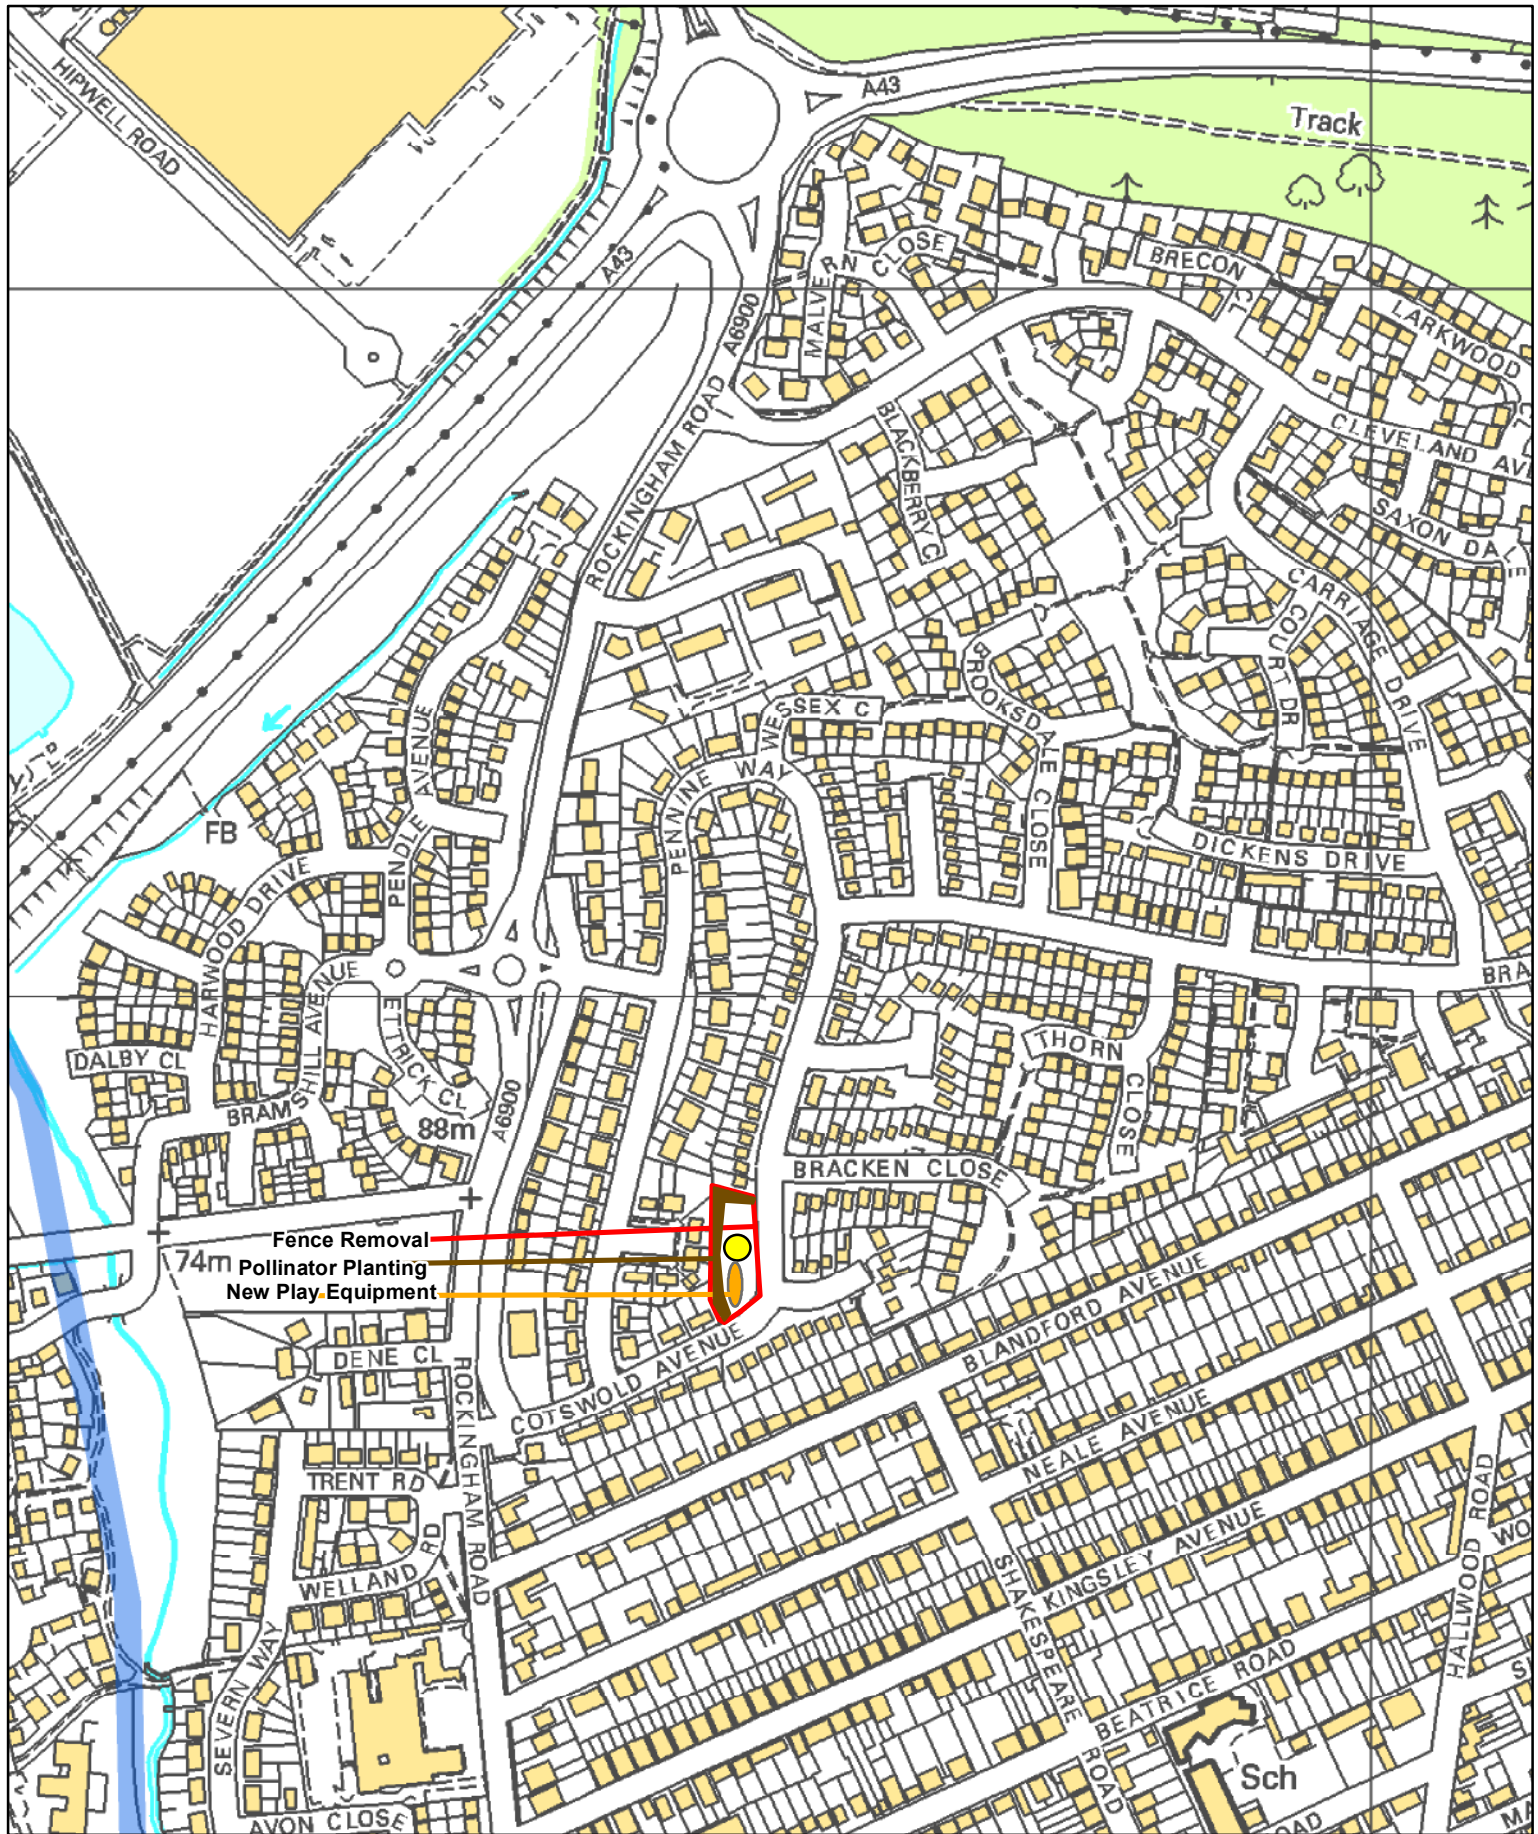 HIPWELL ROAD
A43
Track
A43
MALVERN CLOSE
BRECON CL
LARKWOOD
A6900
ROCKINGHAM ROAD
BLACKBERRY C
CLEVELAND AV
SAXON DA
CARRIAGE DRIVE
COURT DR
BROOKSDALE CLOSE
WESSEX C
PENNINE WAY
PENDLE AVENUE
FB
HARWOOD DRIVE
DICKENS DRIVE
BRA
BRAMSHILL AVENUE
ETTRICK CL
DALBY CL
THORN CLOSE
A6900
88m
BRACKEN CLOSE
Fence Removal
74m
Pollinator Planting
New Play Equipment
DENE CL
COTSWOLD AVENUE
BLANDFORD AVENUE
ROCKINGHAM ROAD
NEALE AVENUE
TRENT RD
WELLAND RD
KINGSLEY AVENUE
HALLWOOD ROAD
WO
SHAKESPEARE ROAD
BEATRICE ROAD
SEVERN WAY
Sch
AVON CLOSE
OAD
MA